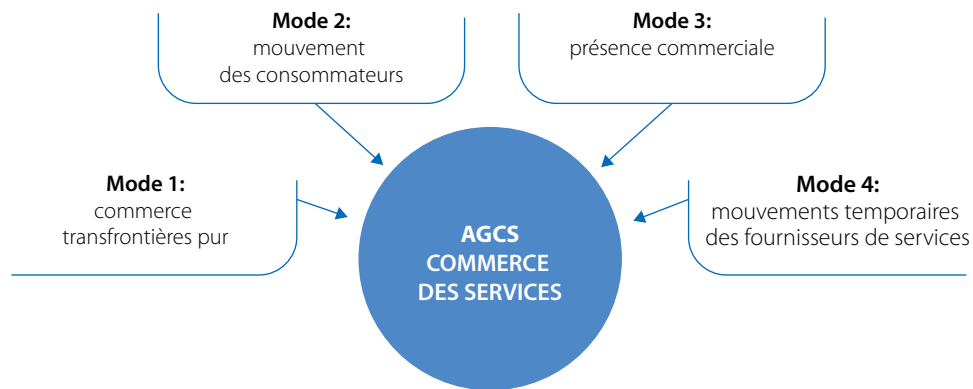 Mode 2:
mouvement
des consommateurs
Mode 3:
présence commerciale
Mode 1:
commerce
transfrontières pur
Mode 4:
mouvements temporaires
des fournisseurs de services
AGCS
COMMERCE
DES SERVICES